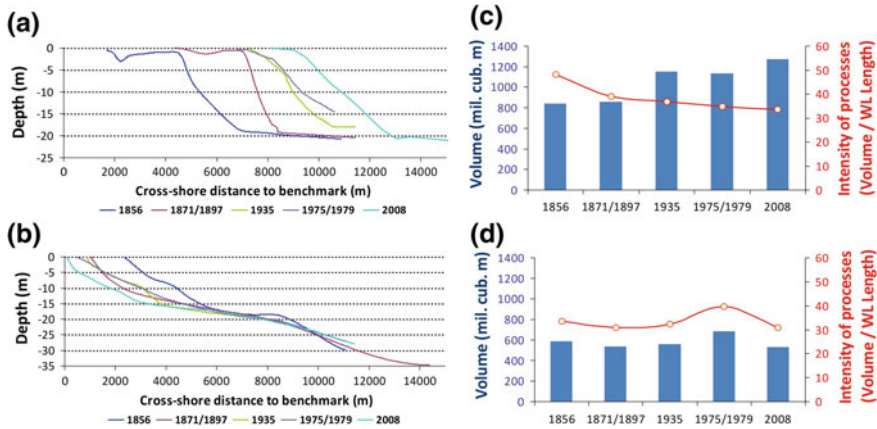 (a)
Depth (m)
0
-5
-10
-15
-20
-25
0 2000 4000 6000 8000 10000 12000 14000
Cross-shore distance to benchmark (m)
1856 1871/1897 1935 1975/1979 2008
(b)
Depth (m)
0
-5
-10
-15
-20
-25
-30
-35
0 2000 4000 6000 8000 10000 12000 14000
Cross-shore distance to benchmark (m)
1856 1871/1897 1935 1975/1979 2008
(c)
Volume (mil. cub. m)
1400
1200
1000
800
600
400
200
0
60
50
40
30
20
10
0
Intensity of processes
(Volume / WL Length)
1856 1871/1897 1935 1975/1979 2008
(d)
Volume (mil. cub. m)
1400
1200
1000
800
600
400
200
0
60
50
40
30
20
10
0
Intensity of processes
(Volume / WL Length)
1856 1871/1897 1935 1975/1979 2008